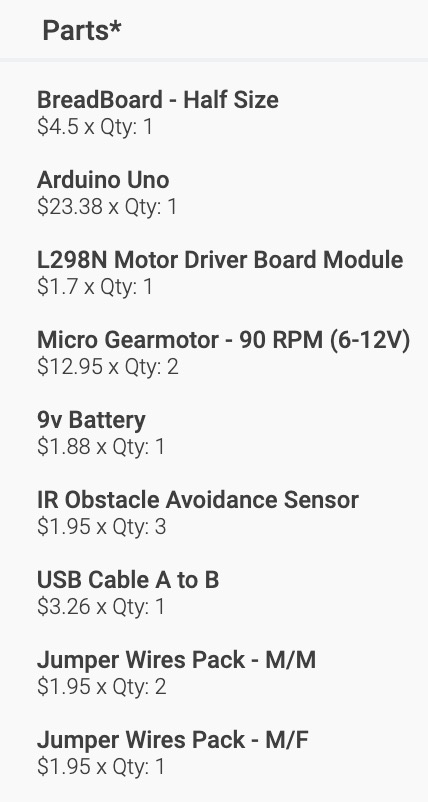 Parts*
BreadBoard - Half Size
$4.5 x Qty: 1
Arduino Uno
$23.38 x Qty: 1
L298N Motor Driver Board Module
$1.7 x Qty: 1
Micro Gearmotor - 90 RPM (6-12V)
$12.95 x Qty: 2
9v Battery
$1.88 x Qty: 1
IR Obstacle Avoidance Sensor
$1.95 x Qty: 3
USB Cable A to B
$3.26 x Qty: 1
Jumper Wires Pack - M/M
$1.95 x Qty: 2
Jumper Wires Pack - M/F
$1.95 x Qty: 1